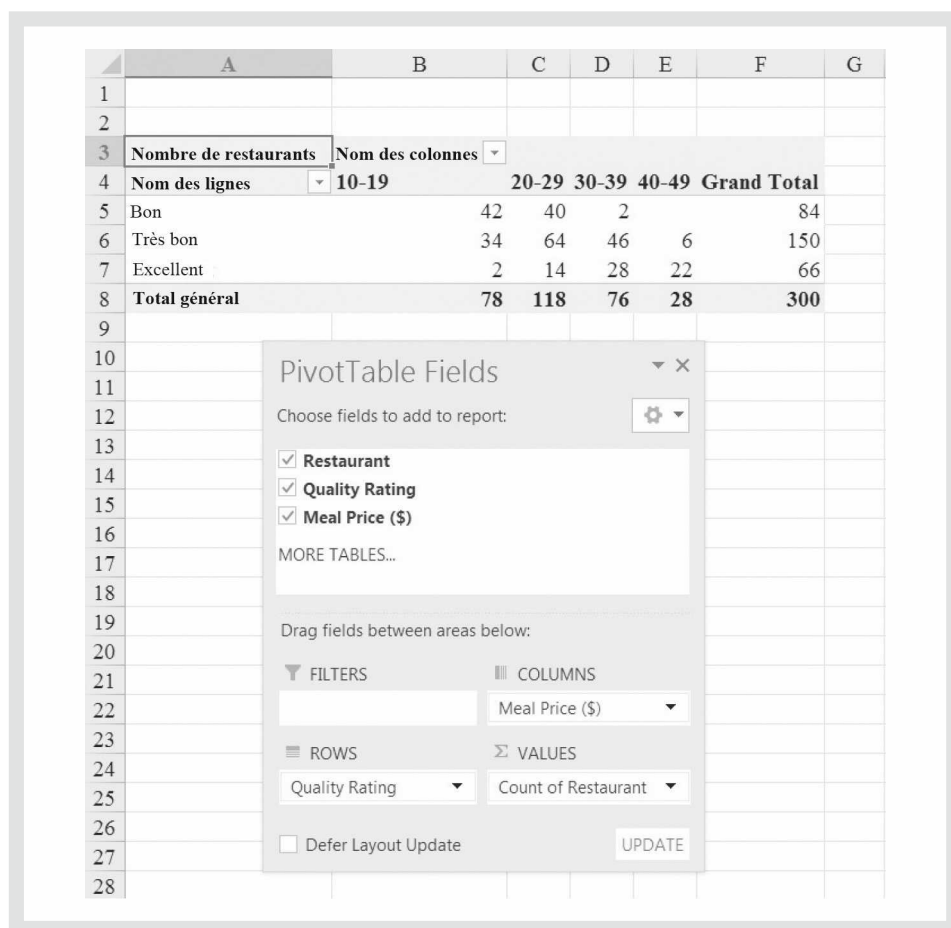 A B C D E F G
1
2
3 Nombre de restaurants Nom des colonnes
4 Nom des lignes 10-19 20-29 30-39 40-49 Grand Total
5 Bon 42 40 2 84
6 Très bon 34 64 46 6 150
7 Excellent 2 14 28 22 66
8 Total général 78 118 76 28 300
9
10
11
12
13
14
15
16
17
18
19
20
21
22
23
24
25
26
27
28
PivotTable Fields
Choose fields to add to report:
Restaurant
Quality Rating
Meal Price ($)
MORE TABLES...
Drag fields between areas below:
FILTERS COLUMNS
Meal Price ($)
ROWS Σ VALUES
Quality Rating Count of Restaurant
Defer Layout Update UPDATE